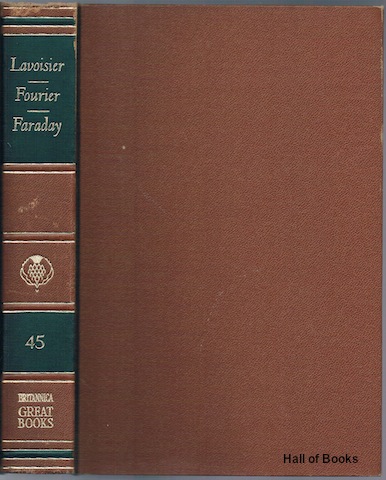 Lavoisier
Fourier
Faraday
45
BRITANNICA
GREAT
BOOKS
Hall of Books